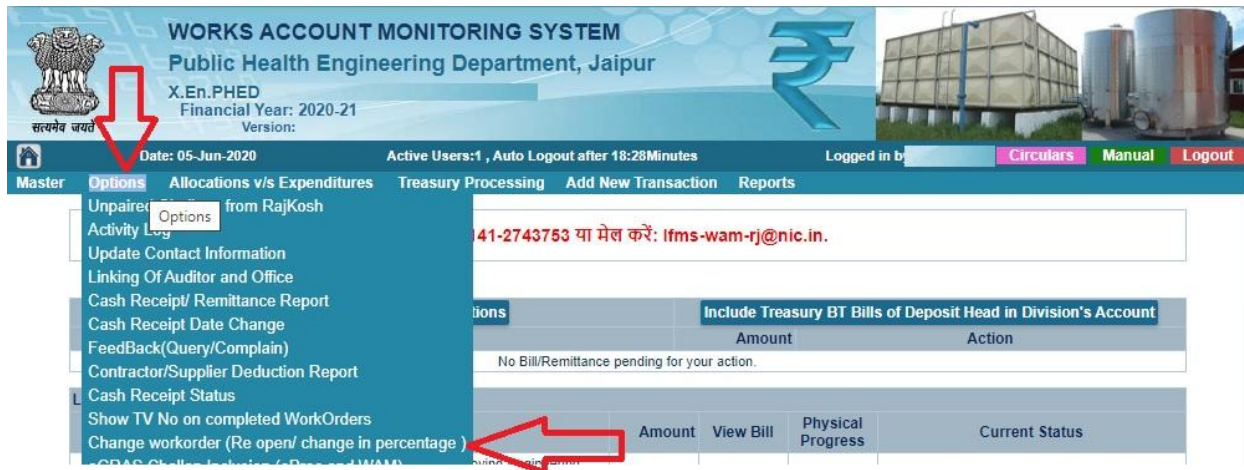 WORKS ACCOUNT MONITORING SYSTEM
Public Health Engineering Department, Jaipur
X.En.PHED
Financial Year: 2020-21
Version:
सत्यमेव जयते
Date: 05-Jun-2020 Active Users:1 , Auto Logout after 18:28Minutes Logged in by Circulars Manual Logout
Master Options Allocations v/s Expenditures Treasury Processing Add New Transaction Reports
Unpaired from RajKosh
Options
Activity Log
141-2743753 या मेल करें: lfms-wam-rj@nic.in.
Update Contact Information
Linking Of Auditor and Office
Cash Receipt/ Remittance Report
tions Include Treasury BT Bills of Deposit Head in Division's Account
Cash Receipt Date Change
Amount Action
FeedBack(Query/Complain)
No Bill/Remittance pending for your action.
Contractor/Supplier Deduction Report
L Cash Receipt Status
Show TV No on completed WorkOrders
Amount View Bill Physical Progress Current Status
Change workorder (Re open/ change in percentage )